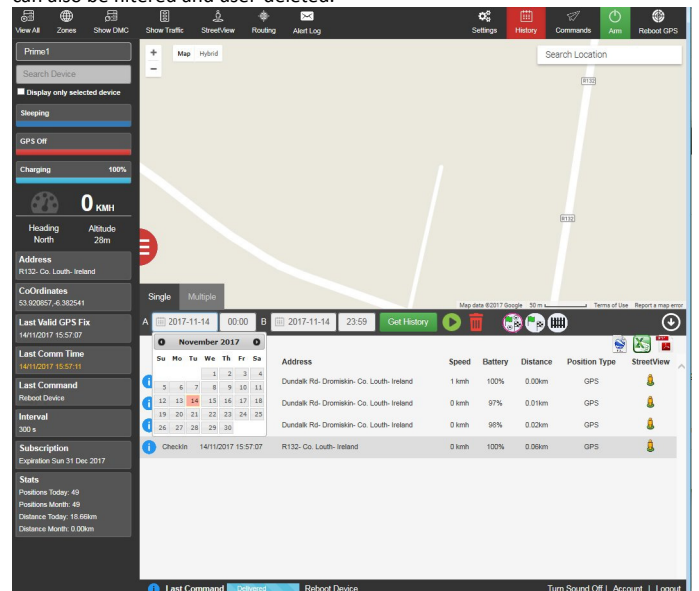 can also be filtered and user deleted.
View All Zones Show DMC Show Traffic StreetView Routing Alert Log Settings History Commands Arm Reboot GPS
Prime1
Search Device
Display only selected device
Sleeping
GPS Off
Charging 100%
0 KMH
Heading Altitude
North 28m
Address
R132- Co. Louth- Ireland
CoOrdinates
53.920857,-6.382541
Last Valid GPS Fix
14/11/2017 15:57:07
Last Comm Time
14/11/2017 15:57:11
Last Command
Reboot Device
Interval
300 s
Subscription
Expiration Sun 31 Dec 2017
Stats
Positions Today: 49
Positions Month: 49
Distance Today: 16.66km
Distance Month: 0.00km
+ Map Hybrid
−
Search Location
R132
R132
Single Multiple
Map data ©2017 Google 50 m Terms of Use Report a map error
A 2017-11-14 00:00 B 2017-11-14 23:59 Get History
November 2017
Su Mo Tu We Th Fr Sa
1 2 3 4
5 6 7 8 9 10 11
12 13 14 15 16 17 18
19 20 21 22 23 24 25
26 27 28 29 30
Address Speed Battery Distance Position Type StreetView
Dundalk Rd- Dromiskin- Co. Louth- Ireland 1 kmh 100% 0.00km GPS
Dundalk Rd- Dromiskin- Co. Louth- Ireland 0 kmh 97% 0.01km GPS
Dundalk Rd- Dromiskin- Co. Louth- Ireland 0 kmh 98% 0.02km GPS
CheckIn 14/11/2017 15:57:07 R132- Co. Louth- Ireland 0 kmh 100% 0.06km GPS
Last Command Delivered Reboot Device Turn Sound Off | Account | Logout